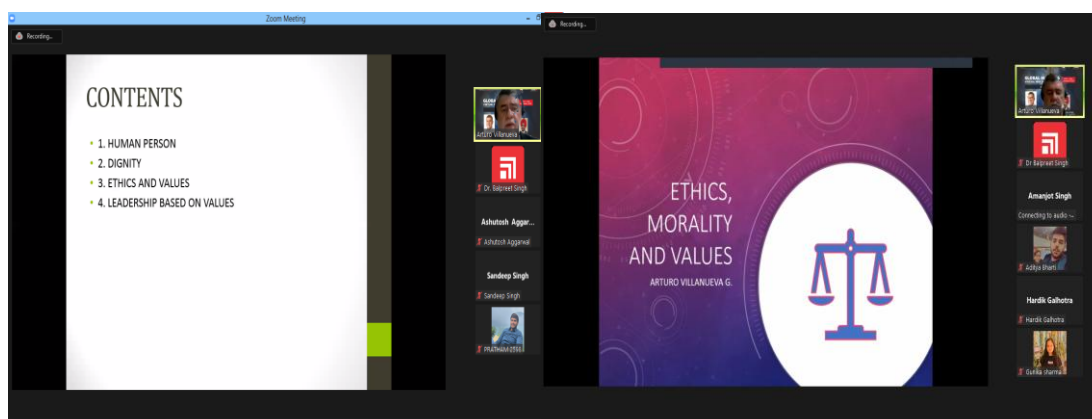 Zoom Meeting
Recording...
CONTENTS
• 1. HUMAN PERSON
• 2. DIGNITY
• 3. ETHICS AND VALUES
• 4. LEADERSHIP BASED ON VALUES
Arturo Villanueva
Dr. Balpreet Singh
Ashutosh Aggar...
Ashutosh Aggarwal
Sandeep Singh
Sandeep Singh
Recording...
ETHICS,
MORALITY
AND VALUES
ARTURO VILLANUEVA G.
Arturo Villanueva
Dr Balpreet Singh
Amanjot Singh
Connecting to audio
Aditya Bharti
Hardik Galhotra
Hardik Galhotra
Gunika sharma